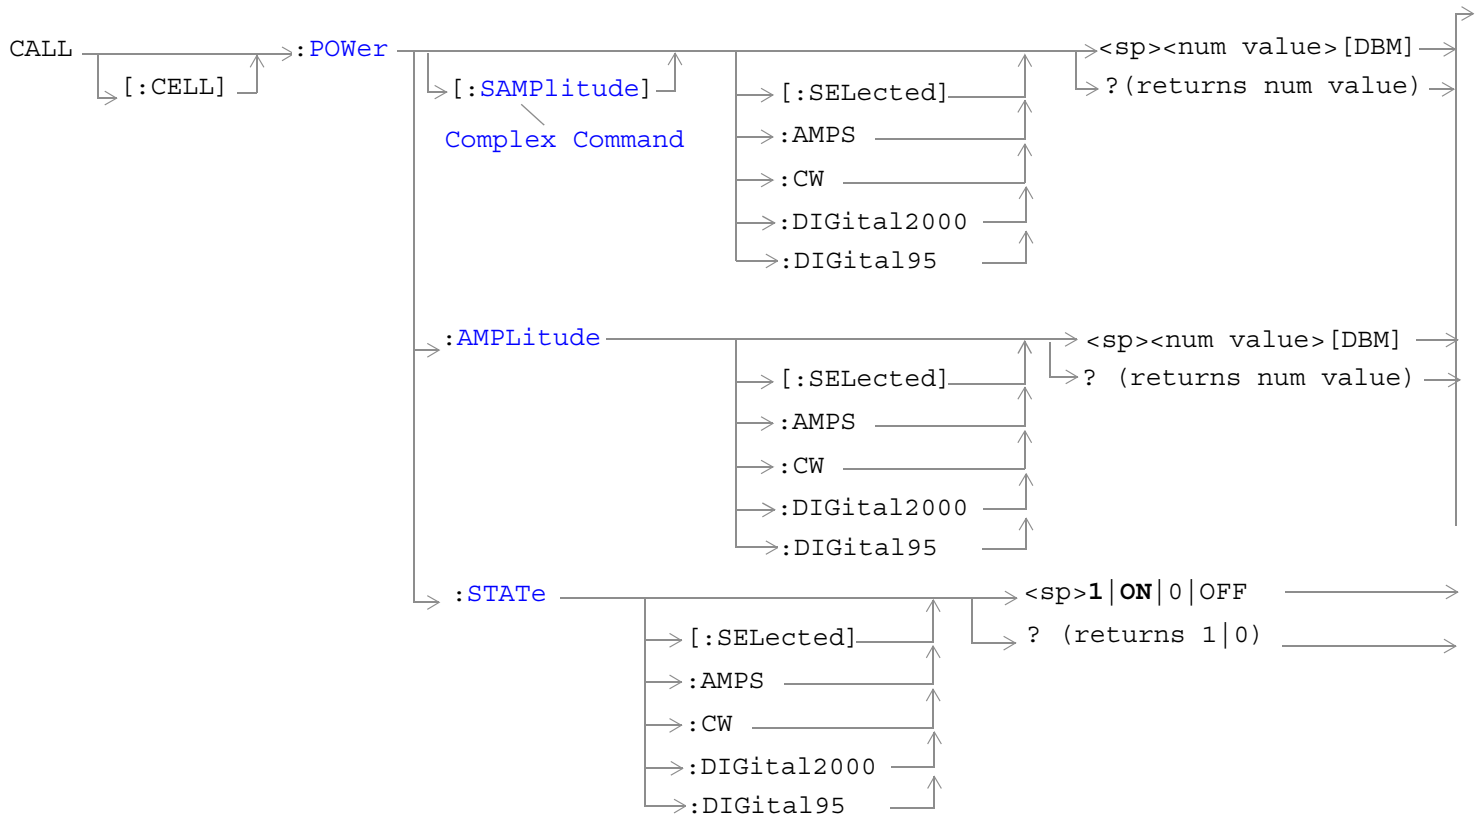 CALL :POWer <sp><num value>[DBM]
[:CELL] [:SAMPlitude] [:SELected] ?(returns num value)
Complex Command :AMPS
:CW
:DIGital2000
:DIGital95
:AMPLitude <sp><num value>[DBM]
[:SELected] ? (returns num value)
:AMPS
:CW
:DIGital2000
:DIGital95
:STATe <sp>1|ON|0|OFF
[:SELected] ? (returns 1|0)
:AMPS
:CW
:DIGital2000
:DIGital95